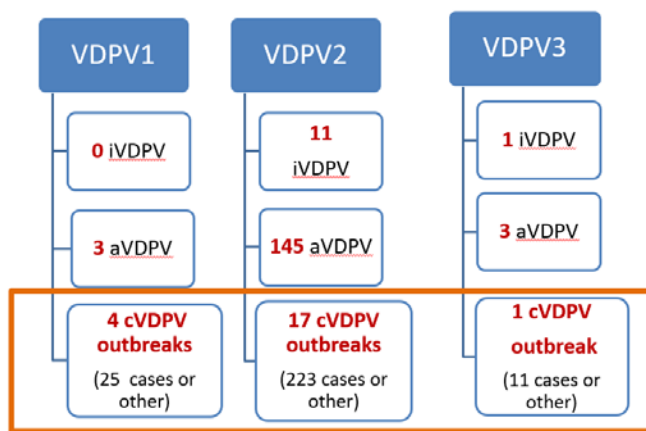 VDPV1
0 iVDPV
3 aVDPV
4 cVDPV
outbreaks
(25 cases or
other)
VDPV2
11
iVDPV
145 aVDPV
17 cVDPV
outbreaks
(223 cases or
other)
VDPV3
1 iVDPV
3 aVDPV
1 cVDPV
outbreak
(11 cases or
other)